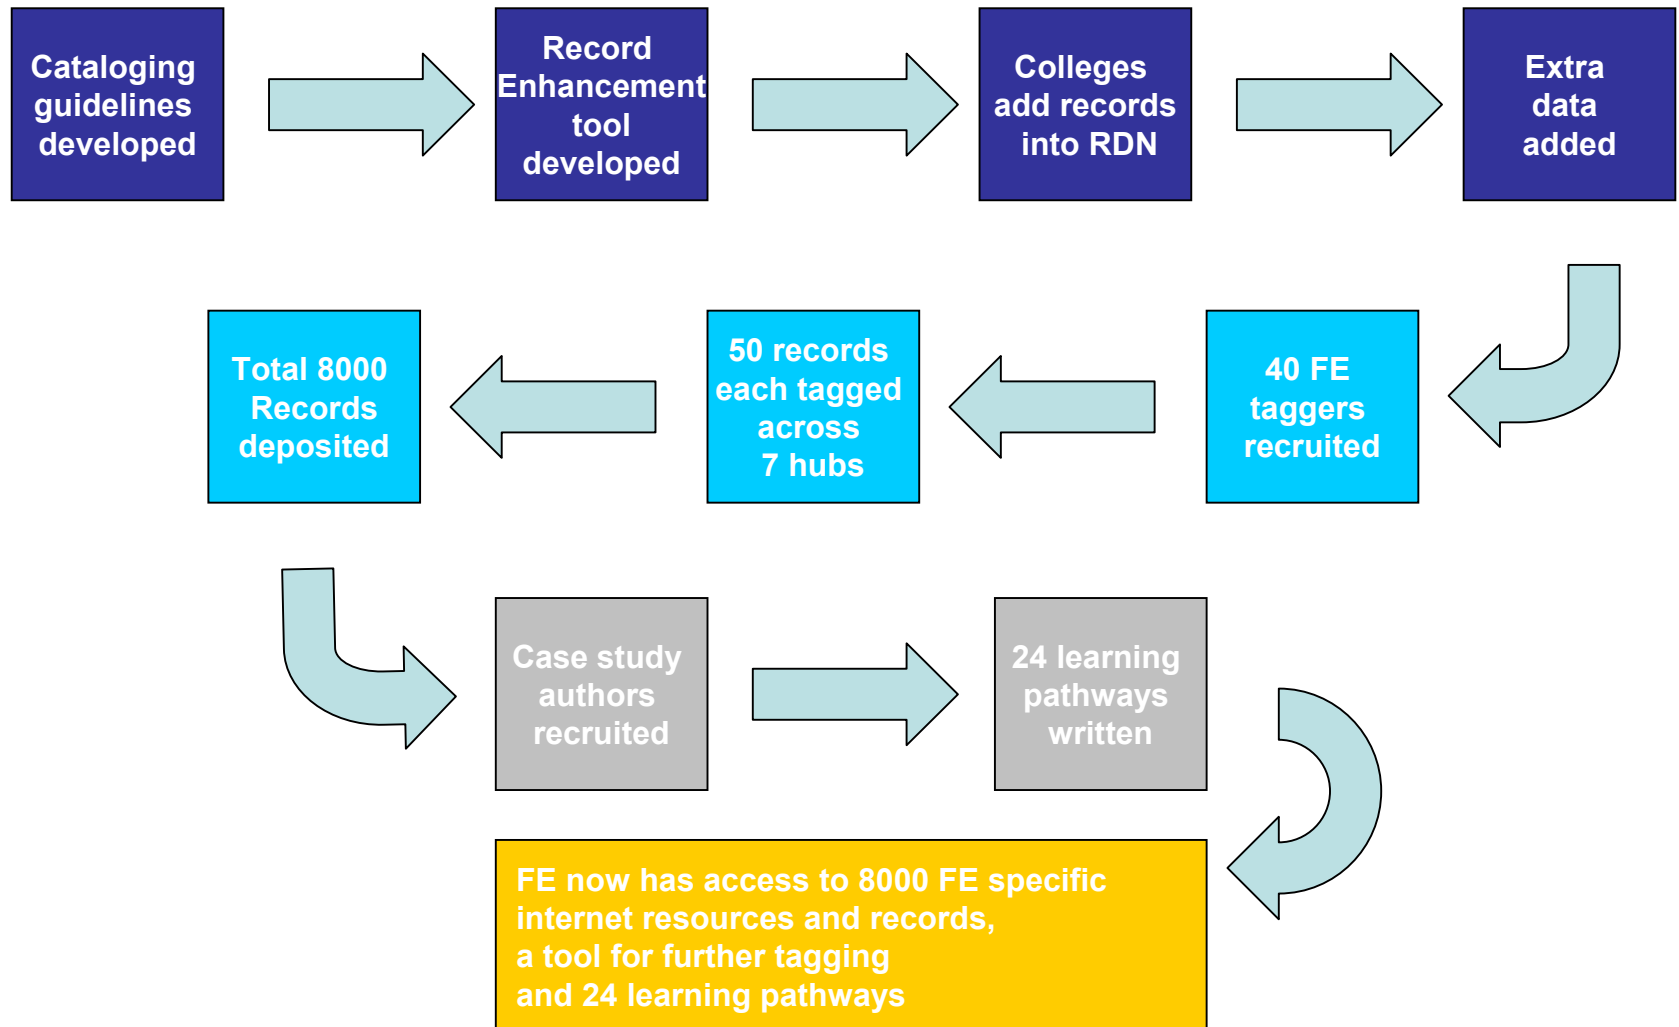 Cataloging
guidelines
developed
Record
Enhancement
tool
developed
Colleges
add records
into RDN
Extra
data
added
40 FE
taggers
recruited
50 records
each tagged
across
7 hubs
Total 8000
Records
deposited
Case study
authors
recruited
24 learning
pathways
written
FE now has access to 8000 FE specific
internet resources and records,
a tool for further tagging
and 24 learning pathways